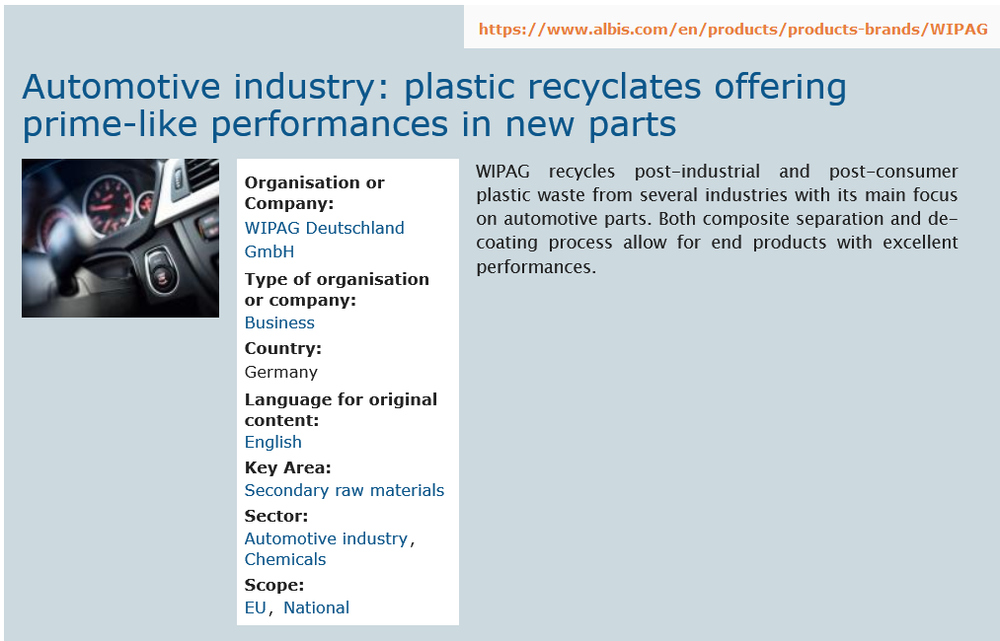 https://www.albis.com/en/products/products-brands/WIPAG
Automotive industry: plastic recyclates offering
prime-like performances in new parts
Organisation or
Company:
WIPAG Deutschland
GmbH
Type of organisation
or company:
Business
Country:
Germany
Language for original
content:
English
Key Area:
Secondary raw materials
Sector:
Automotive industry,
Chemicals
Scope:
EU, National
WIPAG recycles post-industrial and post-consumer
plastic waste from several industries with its main focus
on automotive parts. Both composite separation and de-
coating process allow for end products with excellent
performances.